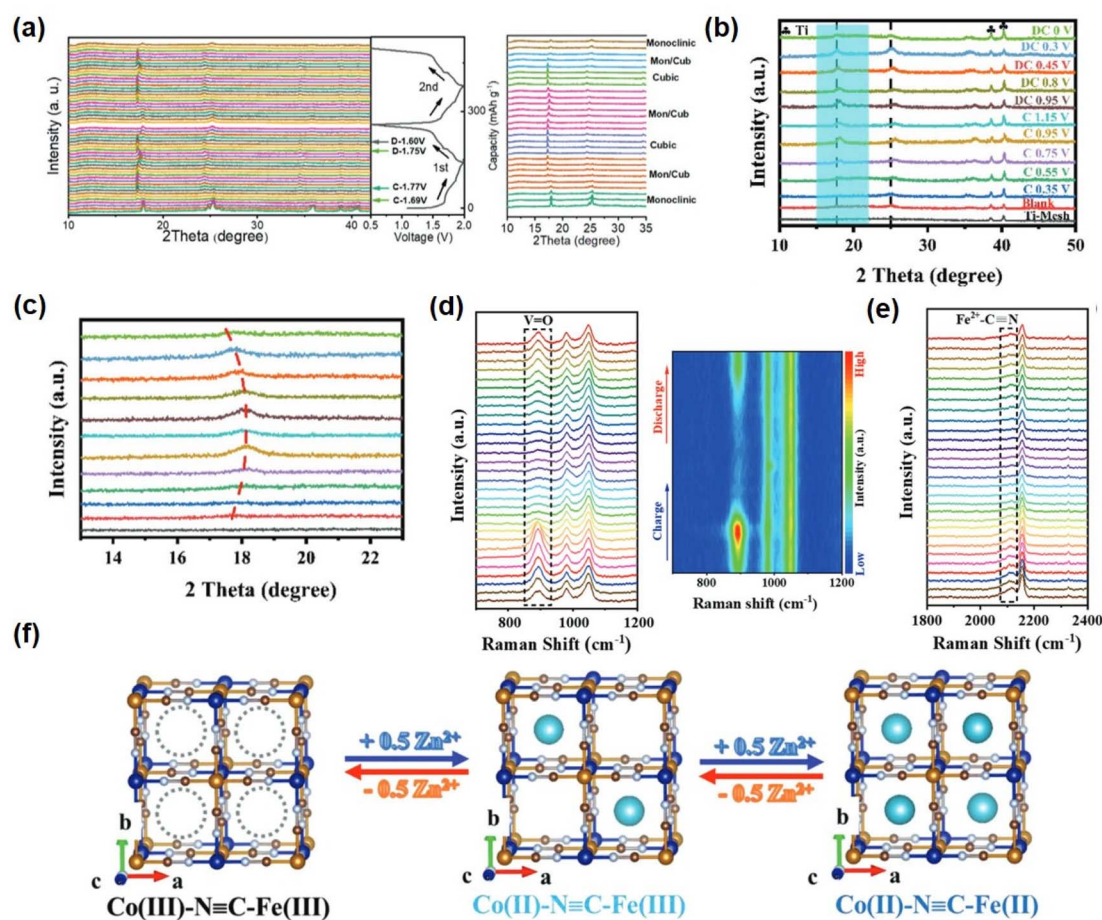 (a)
Intensity (a. u.)
10 20 30 40
2Theta (degree)
2nd
1st
D-1.60V
D-1.75V
C-1.77V
C-1.69V
0.5 1.0 1.5 2.0
Voltage (V)
300
0
Capacity (mAh g⁻¹)
Monoclinic
Mon/Cub
Cubic
Mon/Cub
Cubic
Mon/Cub
Monoclinic
10 15 20 25 30 35
2Theta (degree)
(b)
Intensity (a.u.)
♣ Ti
♣ ♣
DC 0 V
DC 0.3 V
DC 0.45 V
DC 0.8 V
DC 0.95 V
C 1.15 V
C 0.95 V
C 0.75 V
C 0.55 V
C 0.35 V
Blank
Ti-Mesh
10 20 30 40 50
2 Theta (degree)
(c)
Intensity (a.u.)
14 16 18 20 22
2 Theta (degree)
(d)
V=O
Intensity (a.u.)
800 1000 1200
Raman Shift (cm⁻¹)
Discharge
Charge
800 1000 1200
Raman shift (cm⁻¹)
High
Intensity (a.u.)
Low
(e)
Fe²⁺-C≡N
Intensity (a.u.)
1800 2000 2200 2400
Raman Shift (cm⁻¹)
(f)
+ 0.5 Zn²⁺
- 0.5 Zn²⁺
+ 0.5 Zn²⁺
- 0.5 Zn²⁺
b
c a
b
c a
b
c a
Co(III)-N≡C-Fe(III)
Co(II)-N≡C-Fe(III)
Co(II)-N≡C-Fe(II)